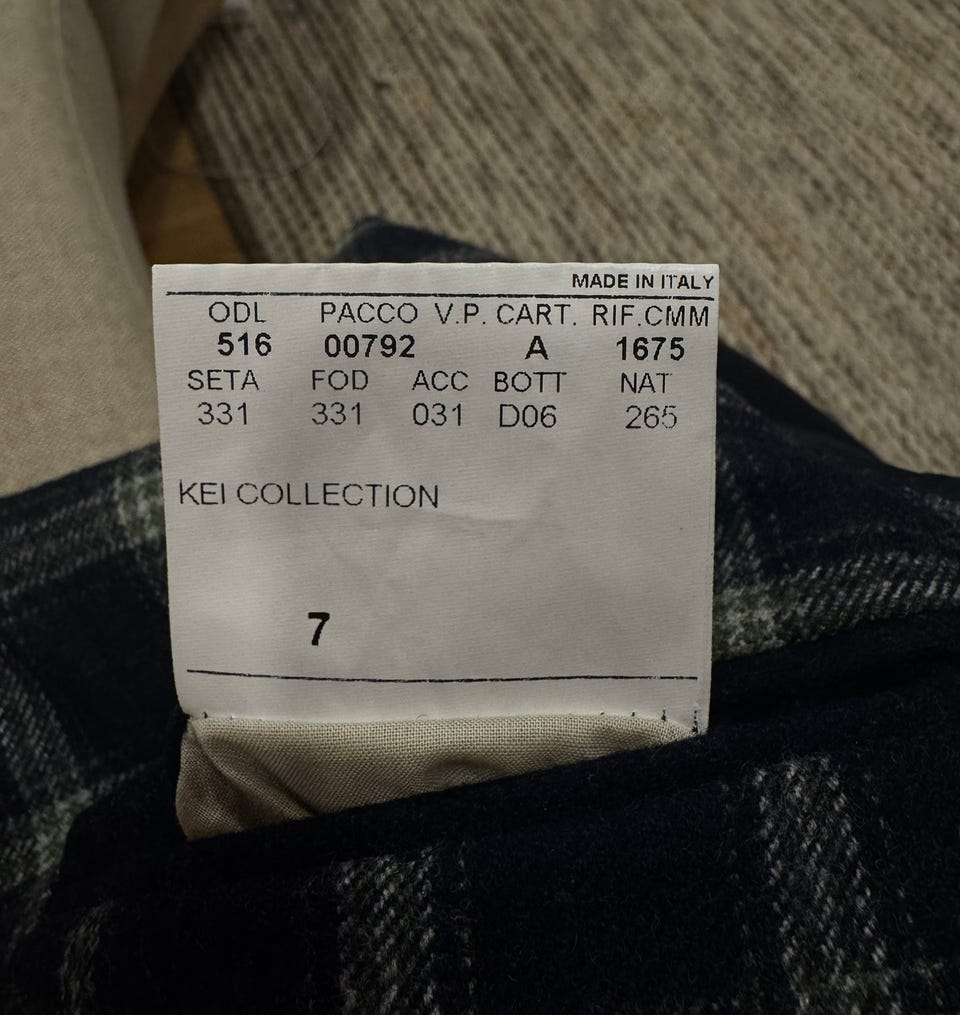 MADE IN ITALY
ODL PACCO V.P. CART. RIF.CMM
516 00792 A 1675
SETA FOD ACC BOTT NAT
331 331 031 D06 265
KEI COLLECTION
7